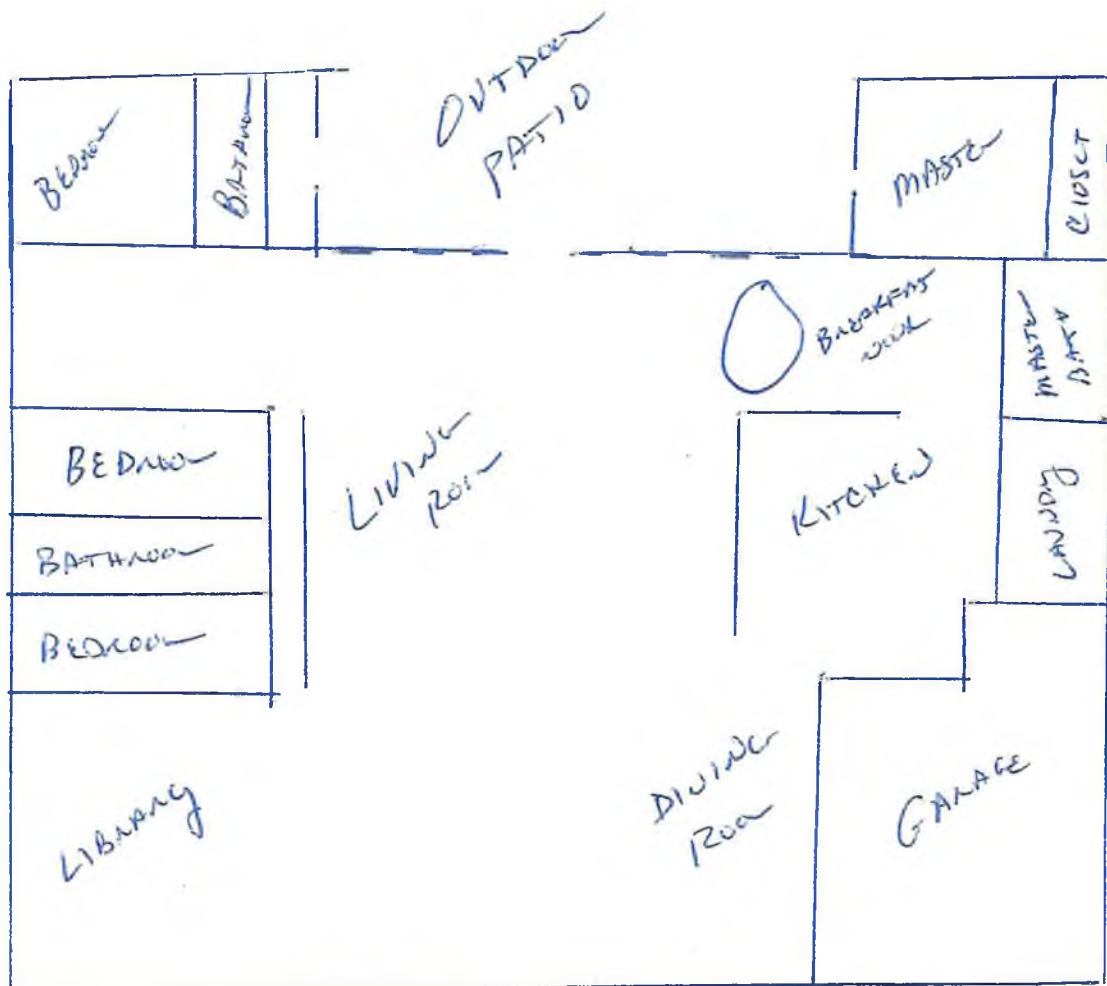 OUTDOOR
PATIO
BEDROOM
BATHROOM
MASTER
CLOSET
BREAKFAST
NOOK
MASTER
BATH
BEDROOM
LIVING
ROOM
KITCHEN
LAUNDRY
BATHROOM
BEDROOM
LIBRARY
DINING
ROOM
GARAGE